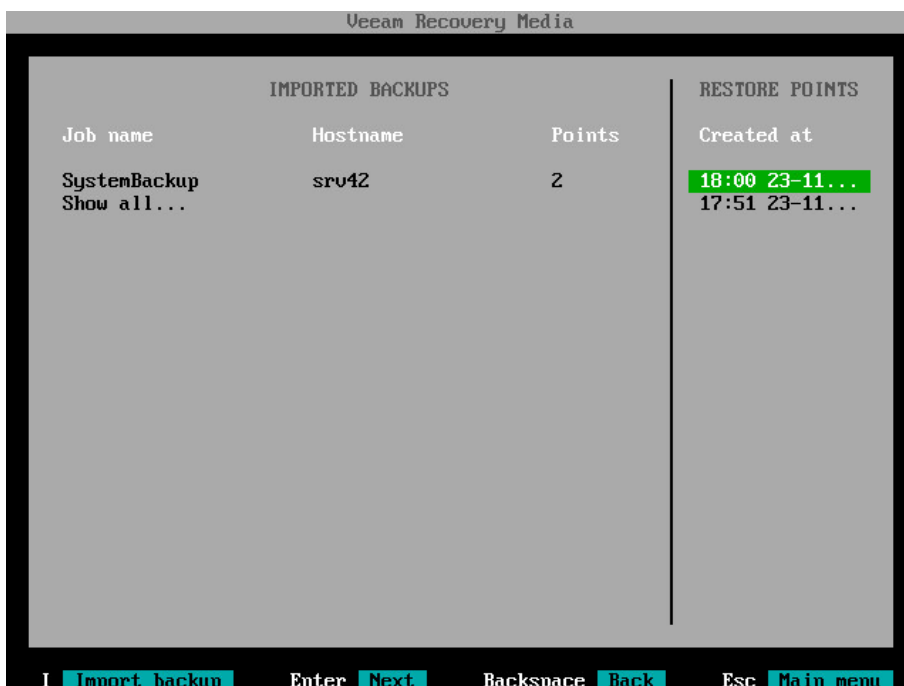 Veeam Recovery Media
IMPORTED BACKUPS RESTORE POINTS
Job name Hostname Points Created at
SystemBackup srv42 2 18:00 23-11...
Show all... 17:51 23-11...
I Import backup Enter Next Backspace Back Esc Main menu